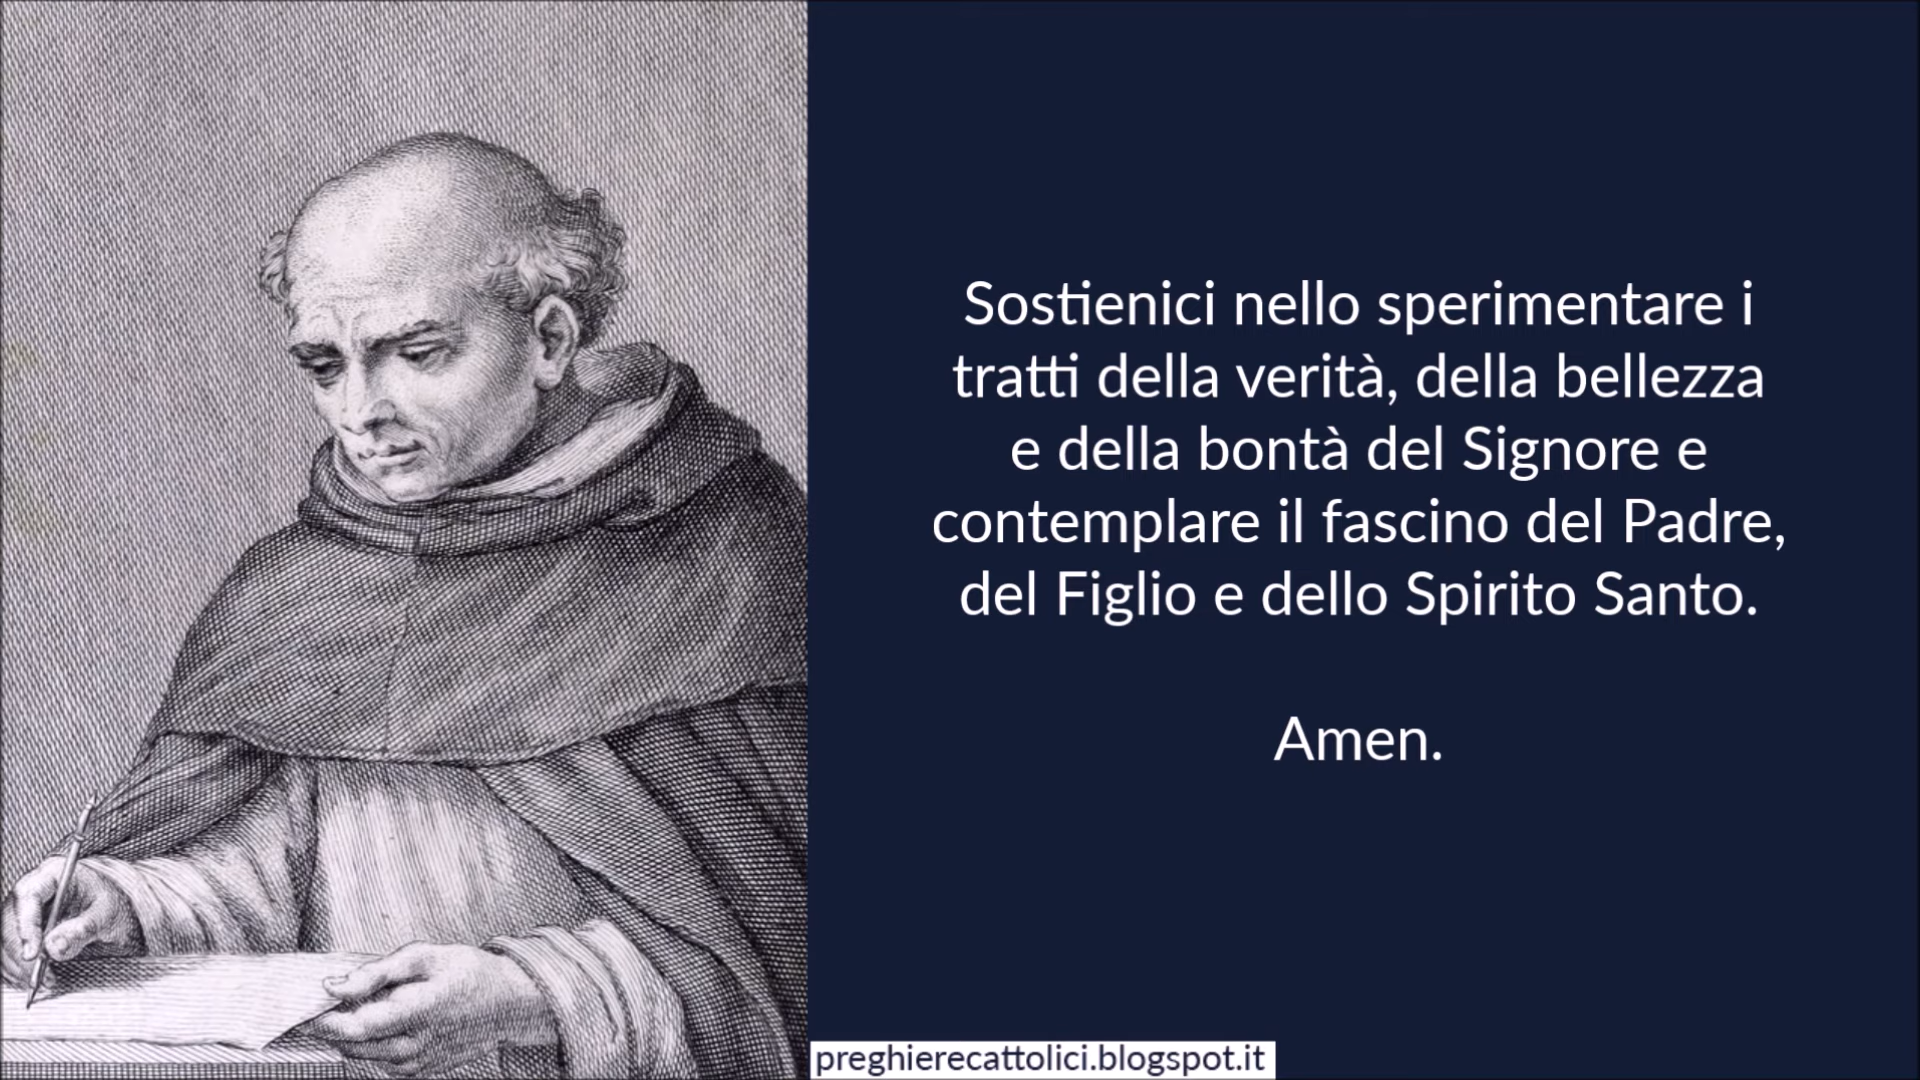 Sostienici nello sperimentare i
tratti della verità, della bellezza
e della bontà del Signore e
contemplare il fascino del Padre,
del Figlio e dello Spirito Santo.
Amen.
preghierecattolici.blogspot.it